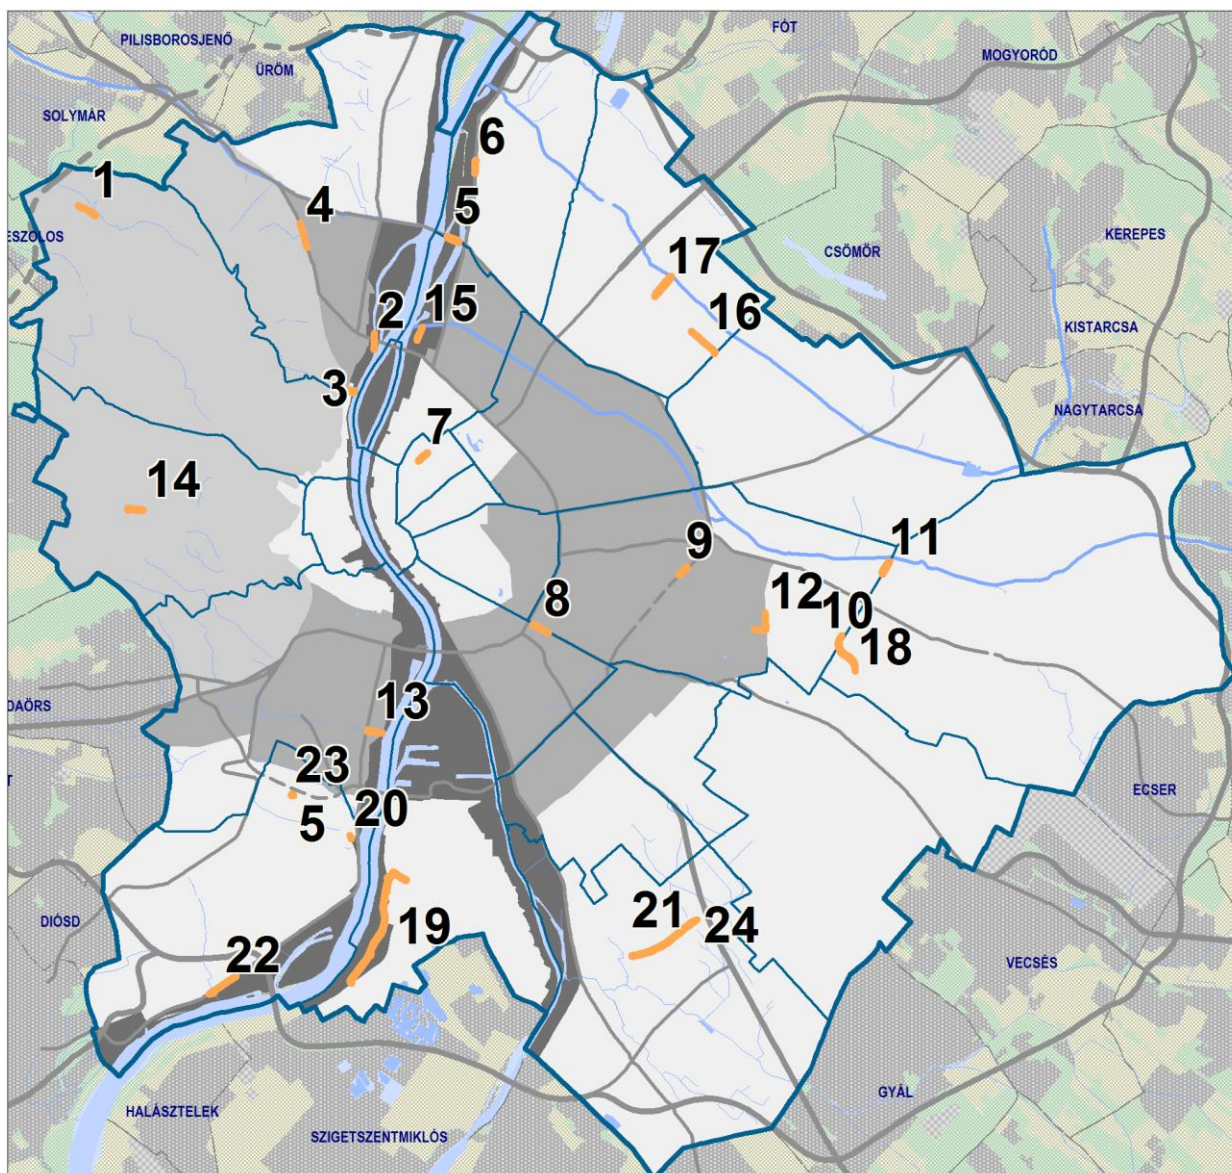 FÓT
PILISBOROSJENŐ
MOGYORÓD
ÜRÖM
SOLYMÁR
6
1
4
5
ESZŐLŐS
KEREPES
CSÖMÖR
17
2
15
16
KISTARCSA
3
NAGYTARCSA
7
14
9
11
12
8
10
18
DAÖRS
13
23
T
ECSER
20
5
DIÓSD
19
21
24
22
VECSÉS
GYÁL
HALÁSZTELEK
SZIGETSZENTMIKLÓS